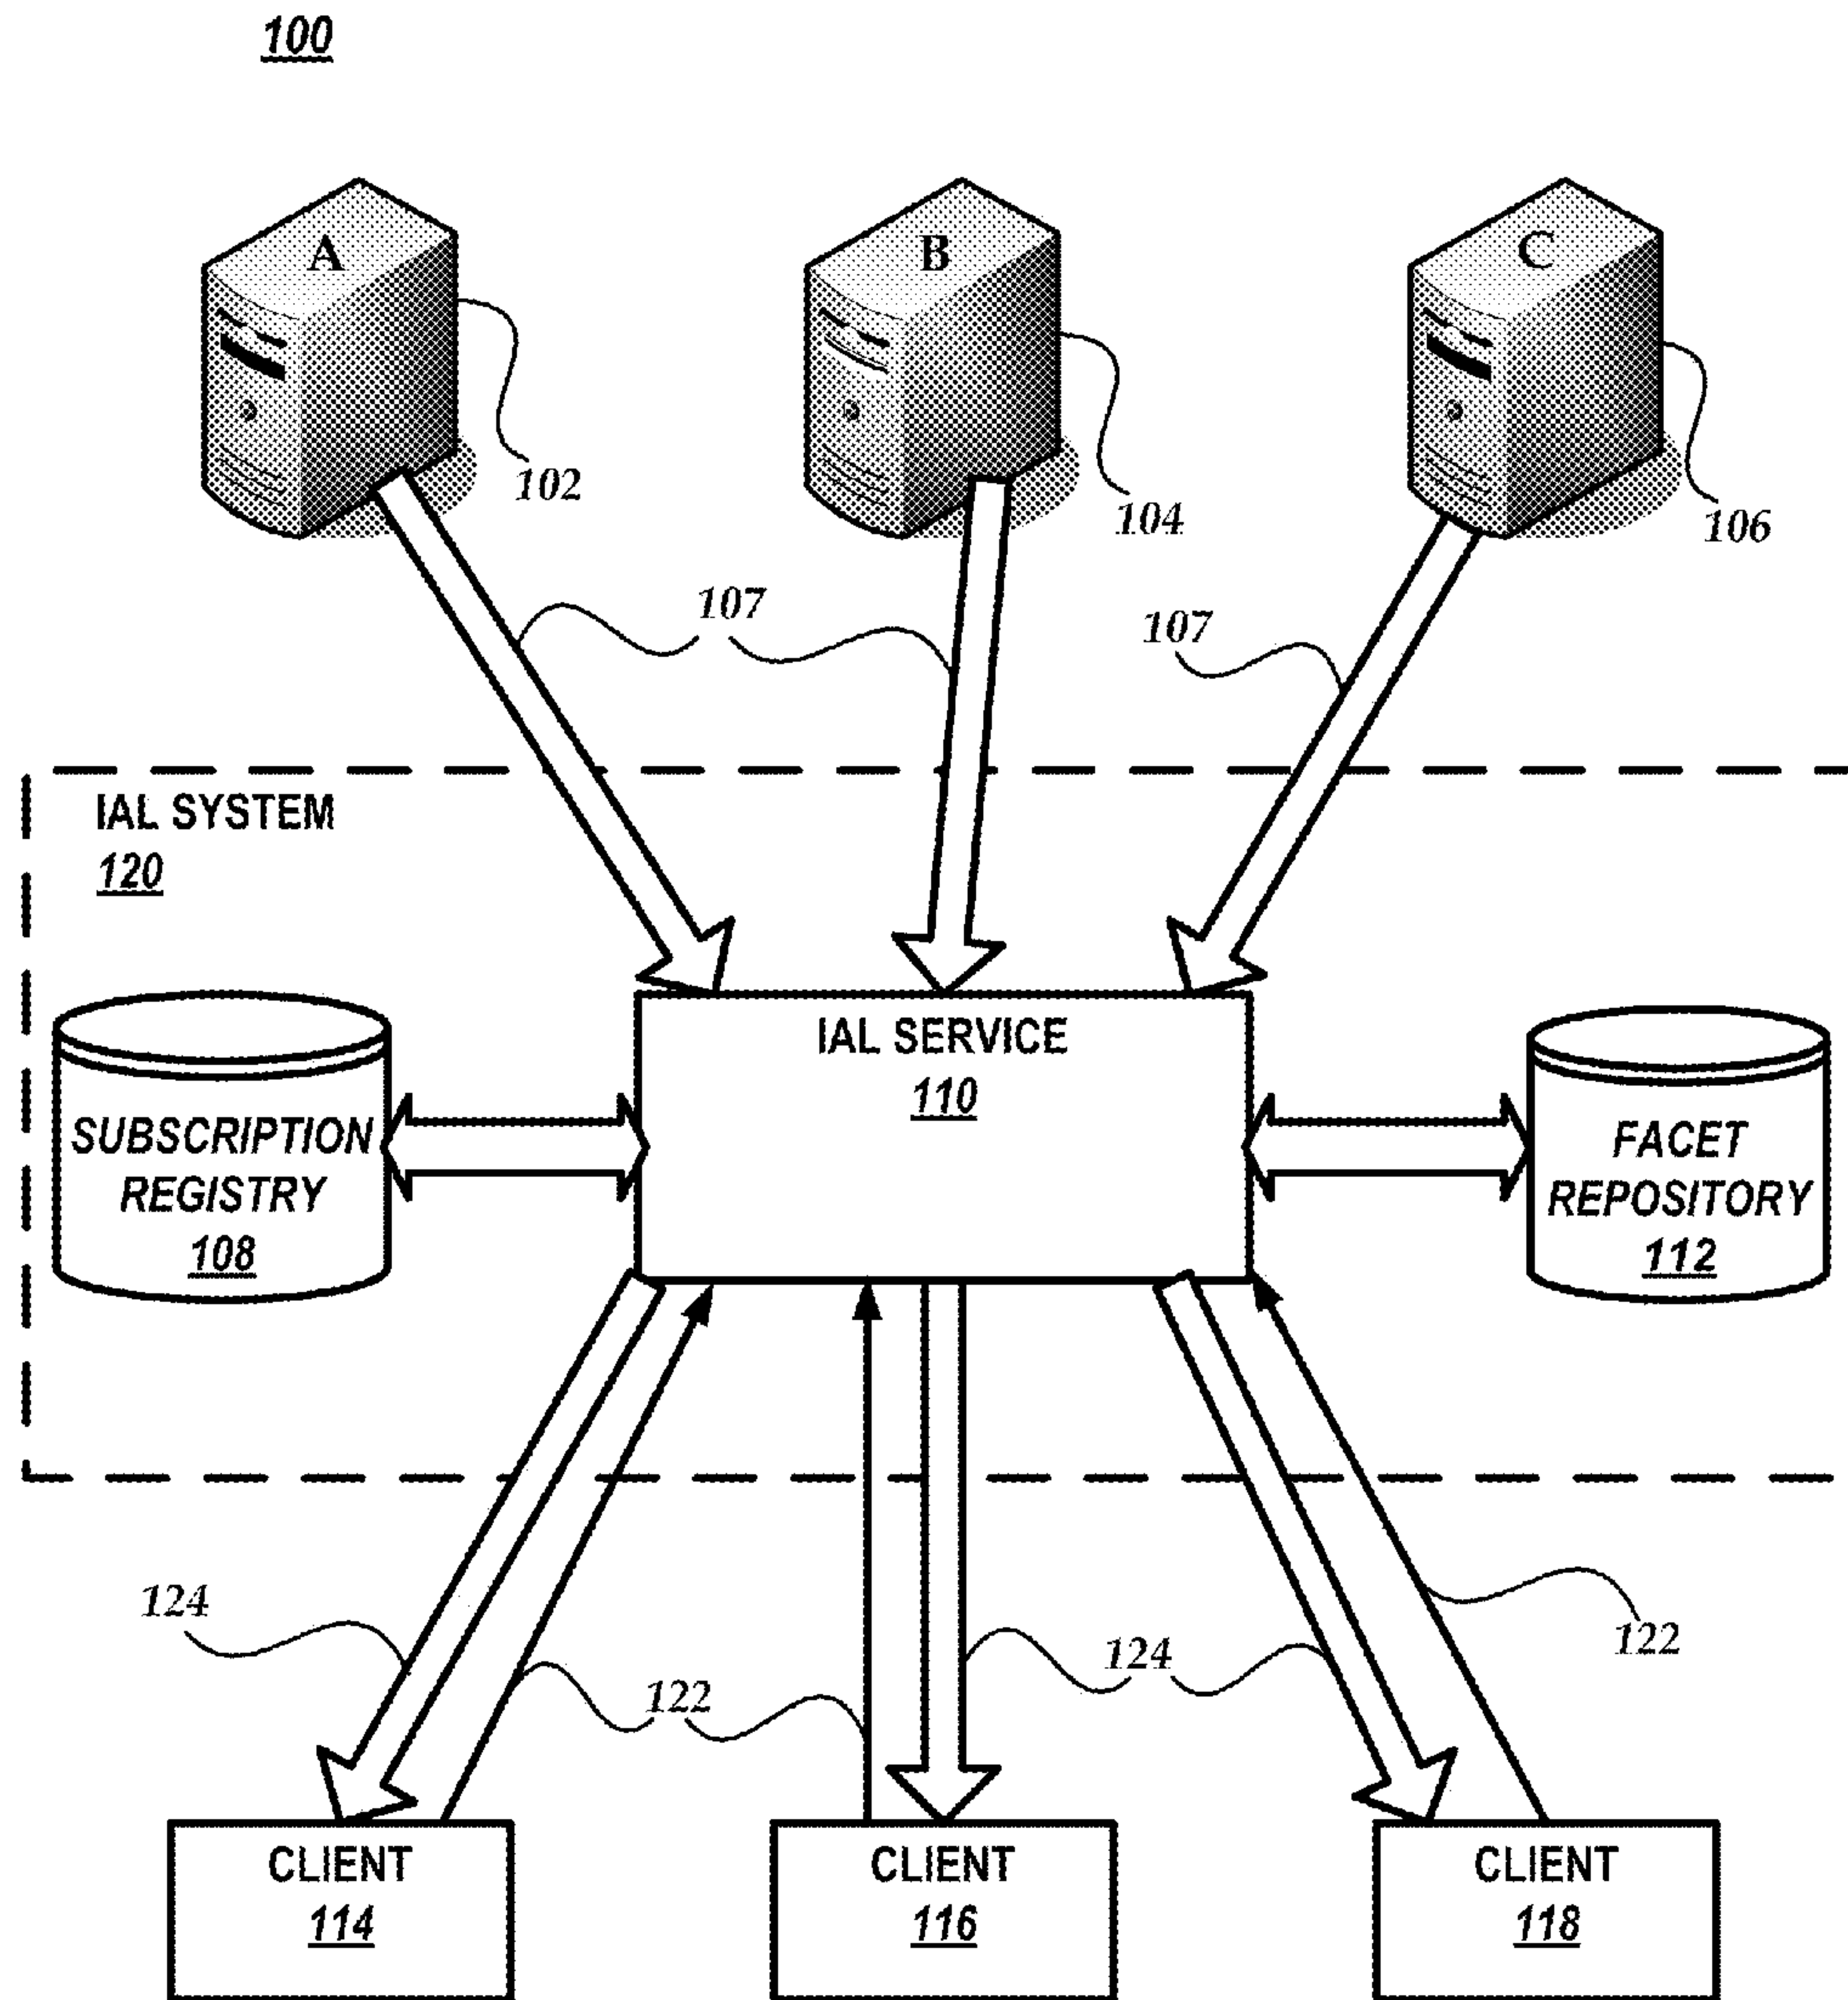 100
A
B
C
102
104
106
107
107
IAL SYSTEM
120
IAL SERVICE
110
SUBSCRIPTION
REGISTRY
108
FACET
REPOSITORY
112
124
122
124
122
CLIENT
114
CLIENT
116
CLIENT
118